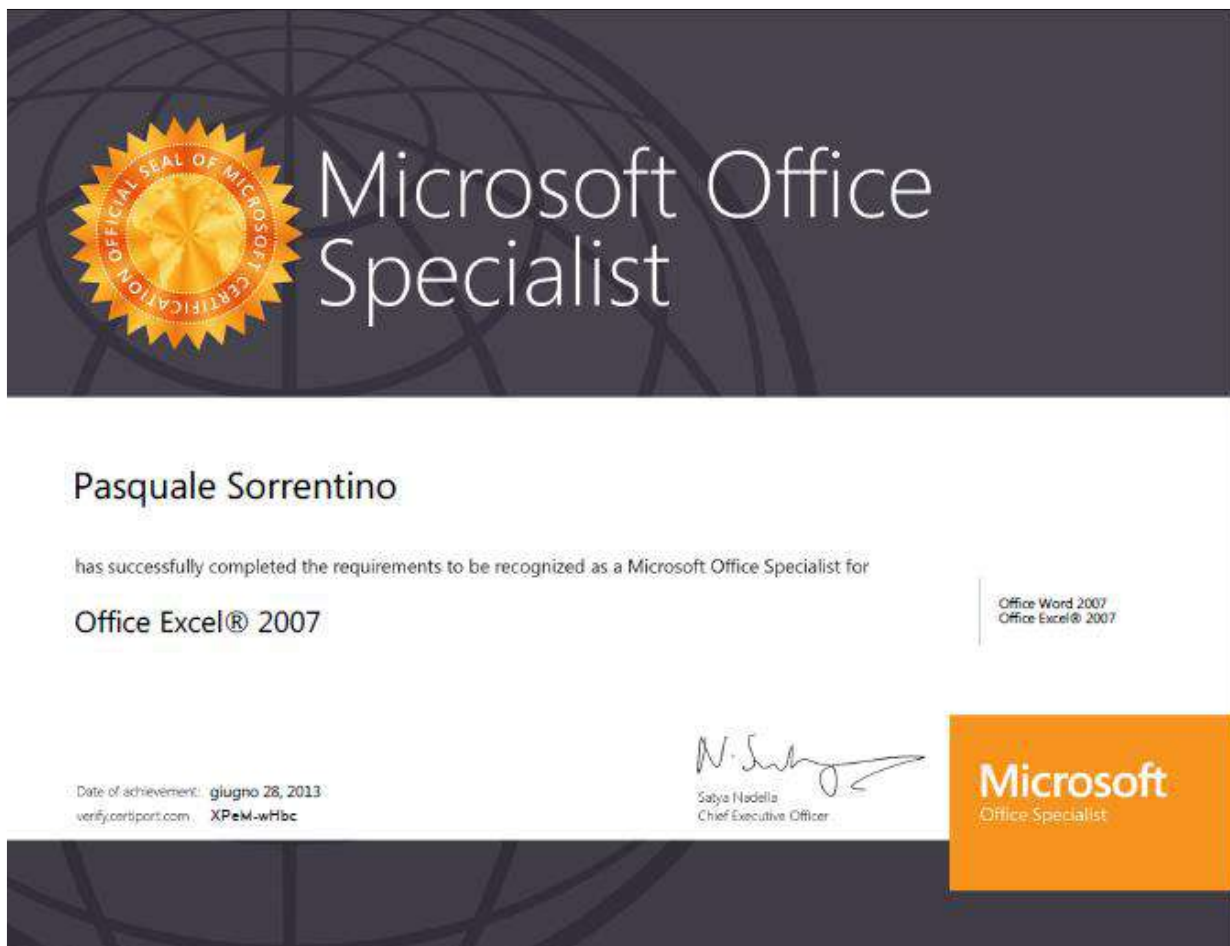 OFFICIAL SEAL OF MICROSOFT CERTIFICATION
Microsoft Office
Specialist
Pasquale Sorrentino
has successfully completed the requirements to be recognized as a Microsoft Office Specialist for
Office Excel® 2007
Office Word 2007
Office Excel® 2007
Date of achievement: giugno 28, 2013
verify.certiport.com XPeM-wHbc
N. Satya
Satya Nadella
Chief Executive Officer
Microsoft
Office Specialist